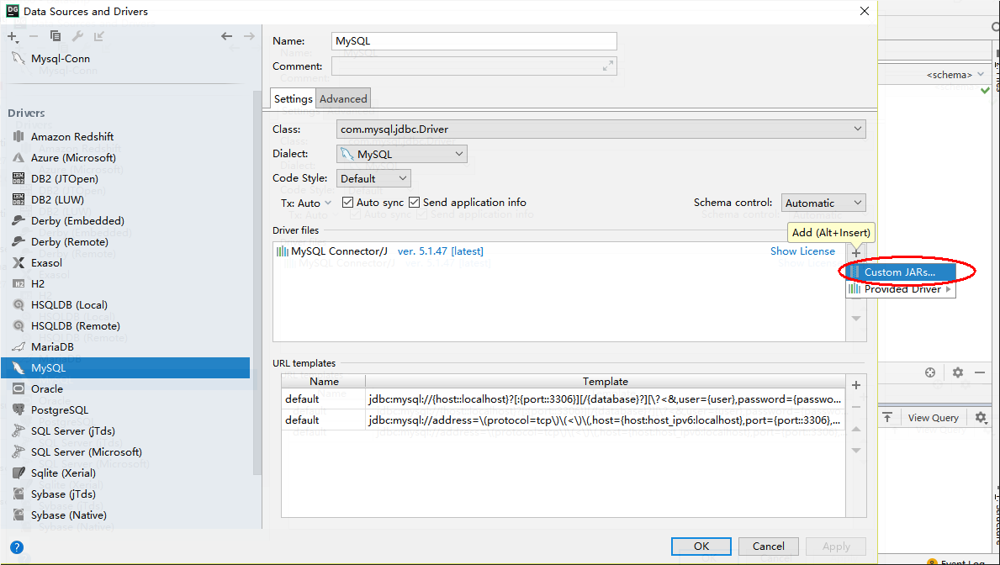 DG Data Sources and Drivers
Mysql-Conn
Drivers
Amazon Redshift
Azure (Microsoft)
DB2 (JTOpen)
DB2 (LUW)
Derby (Embedded)
Derby (Remote)
Exasol
H2
HSQLDB (Local)
HSQLDB (Remote)
MariaDB
MySQL
Oracle
PostgreSQL
SQL Server (jTds)
SQL Server (Microsoft)
Sqlite (Xerial)
Sybase (jTds)
Sybase (Native)
Name: MySQL
Comment:
Settings Advanced
Class: com.mysql.jdbc.Driver
Dialect: MySQL
Code Style: Default
Tx: Auto Auto sync Send application info Schema control: Automatic
Add (Alt+Insert)
Driver files
MySQL Connector/J ver. 5.1.47 [latest] Show License
Custom JARs...
Provided Driver
URL templates
Name Template
default jdbc:mysql://{host::localhost}?[:{port::3306}][/{database}?][\?<&,user={user},password={passwo...
default jdbc:mysql://address=\(protocol=tcp\)\(<\)\(,host={host:host_ipv6:localhost},port={port::3306},...
OK Cancel Apply
<schema>
View Query
Event Log